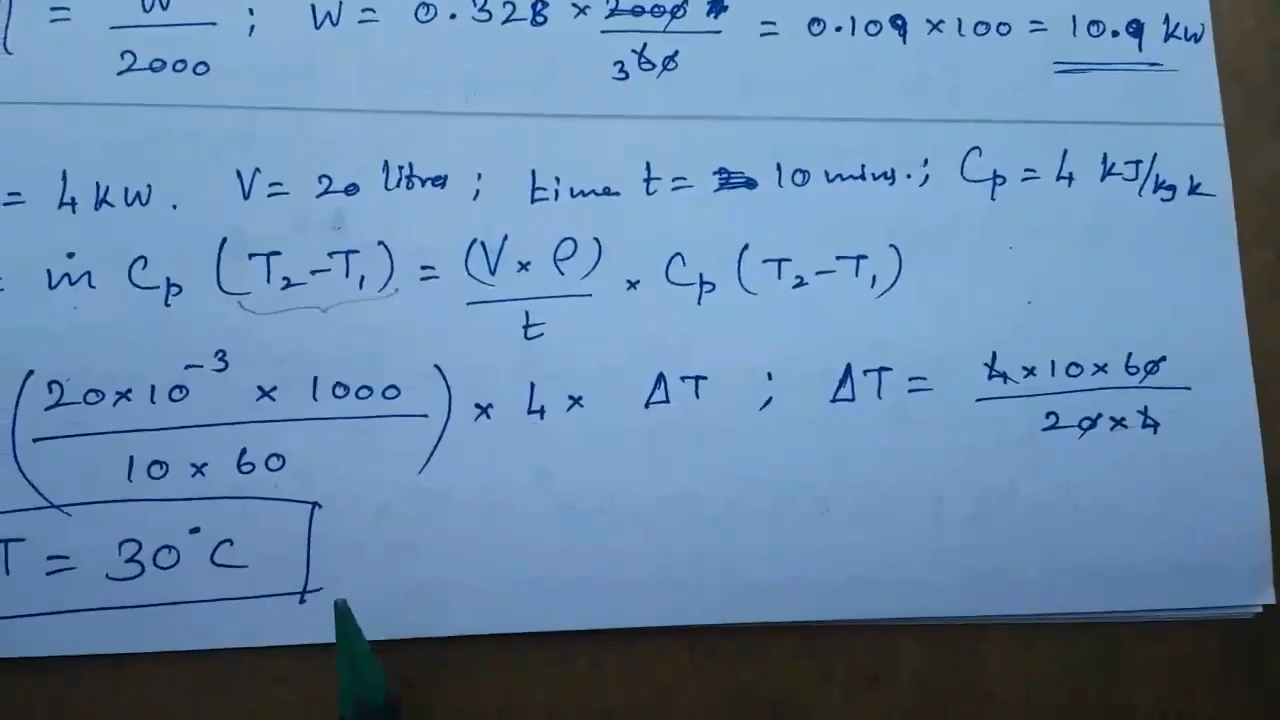 η = W / 2000 ; W = 0.328 × 2000 / 360 = 0.109 × 100 = 10.9 kW
= 4 kW. V = 20 litres ; time t = 10 mins. ; Cp = 4 kJ/kg K
= ṁ Cp (T₂-T₁) = (V × ρ) / t × Cp (T₂-T₁)
(20×10⁻³ × 1000 / 10 × 60) × 4 × ΔT ; ΔT = 4 × 10 × 60 / 20 × 4
T = 30°C